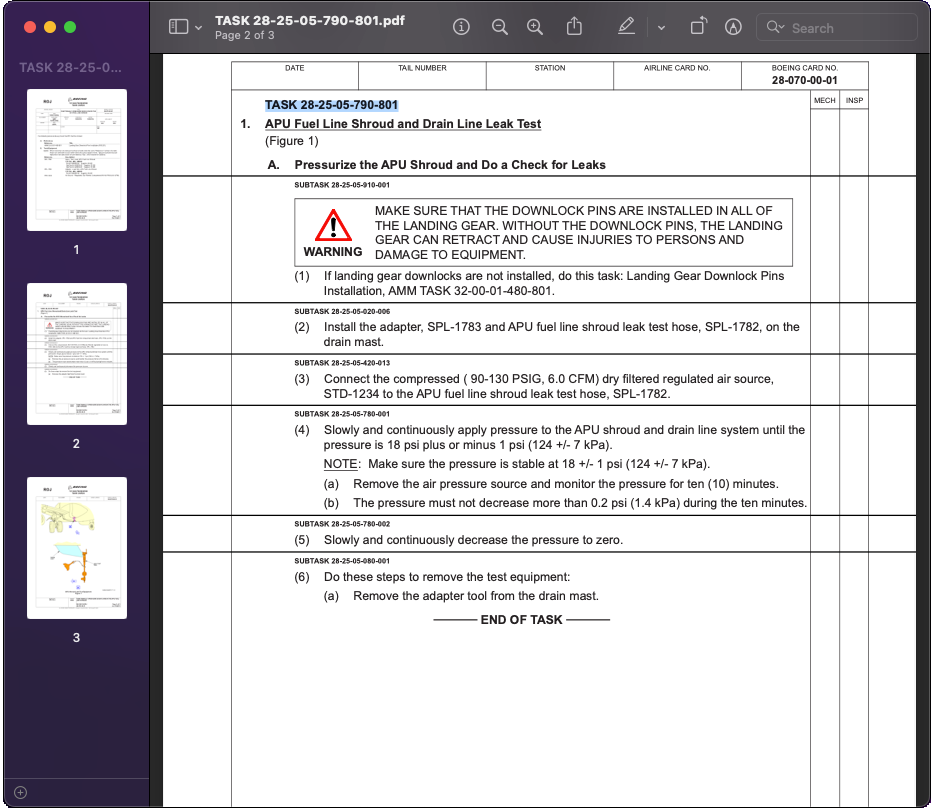 TASK 28-25-05-790-801.pdf
Page 2 of 3
Search
TASK 28-25-0...
1
2
3
DATE
TAIL NUMBER
STATION
AIRLINE CARD NO.
BOEING CARD NO.
28-070-00-01
MECH
INSP
TASK 28-25-05-790-801
1. APU Fuel Line Shroud and Drain Line Leak Test
(Figure 1)
A. Pressurize the APU Shroud and Do a Check for Leaks
SUBTASK 28-25-05-910-001
WARNING
MAKE SURE THAT THE DOWNLOCK PINS ARE INSTALLED IN ALL OF
THE LANDING GEAR. WITHOUT THE DOWNLOCK PINS, THE LANDING
GEAR CAN RETRACT AND CAUSE INJURIES TO PERSONS AND
DAMAGE TO EQUIPMENT.
(1) If landing gear downlocks are not installed, do this task: Landing Gear Downlock Pins
Installation, AMM TASK 32-00-01-480-801.
SUBTASK 28-25-05-020-006
(2) Install the adapter, SPL-1783 and APU fuel line shroud leak test hose, SPL-1782, on the
drain mast.
SUBTASK 28-25-05-420-013
(3) Connect the compressed ( 90-130 PSIG, 6.0 CFM) dry filtered regulated air source,
STD-1234 to the APU fuel line shroud leak test hose, SPL-1782.
SUBTASK 28-25-05-780-001
(4) Slowly and continuously apply pressure to the APU shroud and drain line system until the
pressure is 18 psi plus or minus 1 psi (124 +/- 7 kPa).
NOTE: Make sure the pressure is stable at 18 +/- 1 psi (124 +/- 7 kPa).
(a) Remove the air pressure source and monitor the pressure for ten (10) minutes.
(b) The pressure must not decrease more than 0.2 psi (1.4 kPa) during the ten minutes.
SUBTASK 28-25-05-780-002
(5) Slowly and continuously decrease the pressure to zero.
SUBTASK 28-25-05-080-001
(6) Do these steps to remove the test equipment:
(a) Remove the adapter tool from the drain mast.
END OF TASK